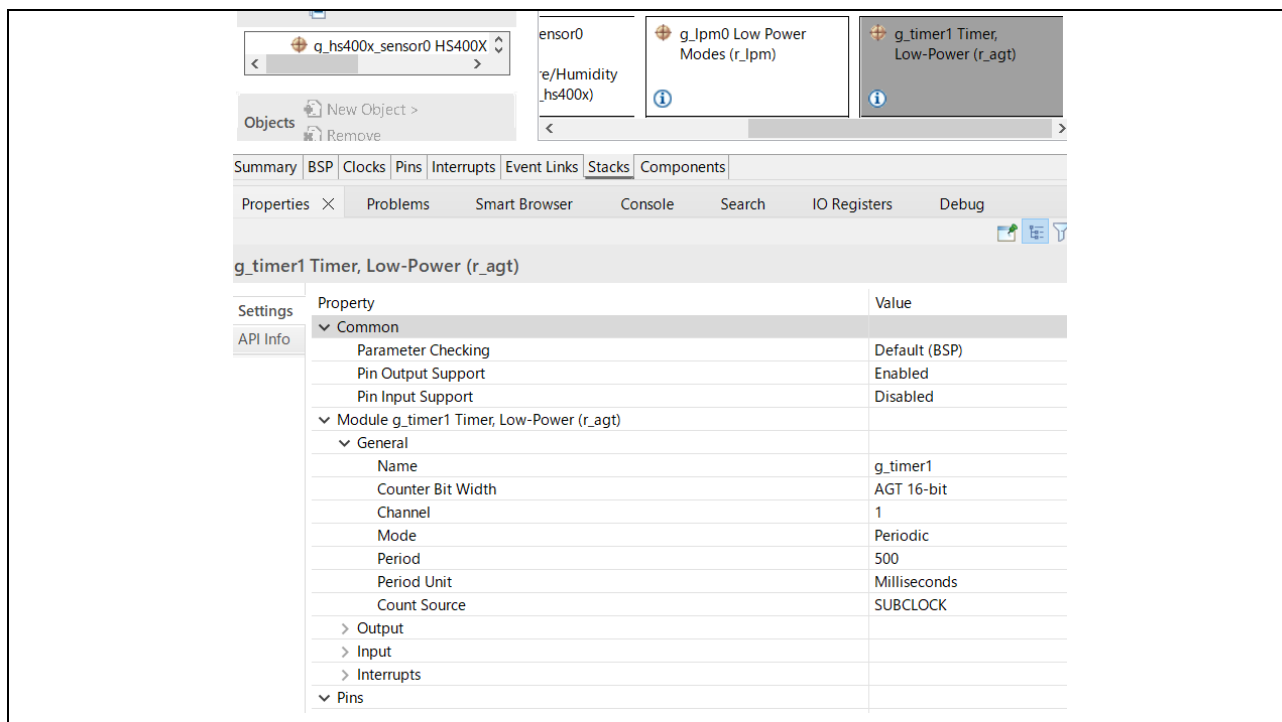 g_hs400x_sensor0 HS400X
ensor0
re/Humidity
_hs400x)
g_lpm0 Low Power
Modes (r_lpm)
g_timer1 Timer,
Low-Power (r_agt)
Objects
New Object >
Remove
Summary BSP Clocks Pins Interrupts Event Links Stacks Components
Properties Problems Smart Browser Console Search IO Registers Debug
g_timer1 Timer, Low-Power (r_agt)
Settings
API Info
Property Value
Common
Parameter Checking Default (BSP)
Pin Output Support Enabled
Pin Input Support Disabled
Module g_timer1 Timer, Low-Power (r_agt)
General
Name g_timer1
Counter Bit Width AGT 16-bit
Channel 1
Mode Periodic
Period 500
Period Unit Milliseconds
Count Source SUBCLOCK
Output
Input
Interrupts
Pins